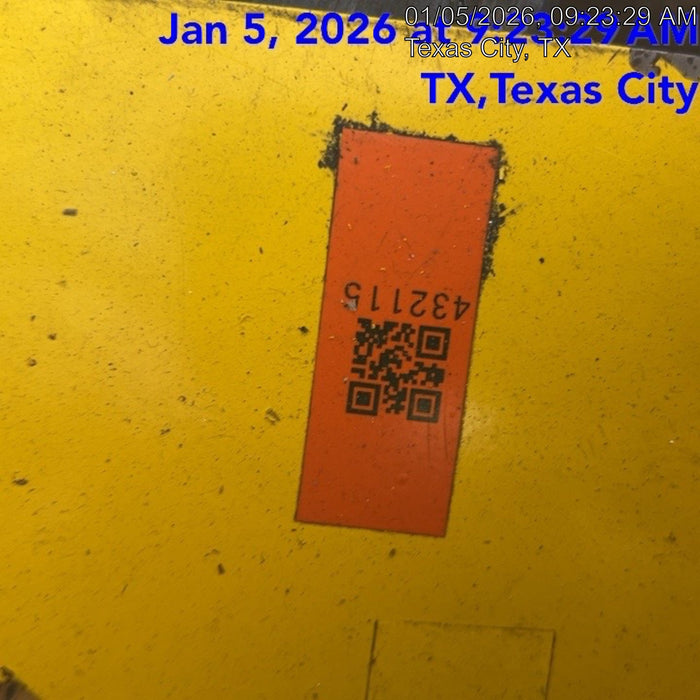 Jan 5, 2026 at 9:23:29 AM
TX,Texas City
01/05/2026, 09:23:29 AM
Texas City, TX
432115